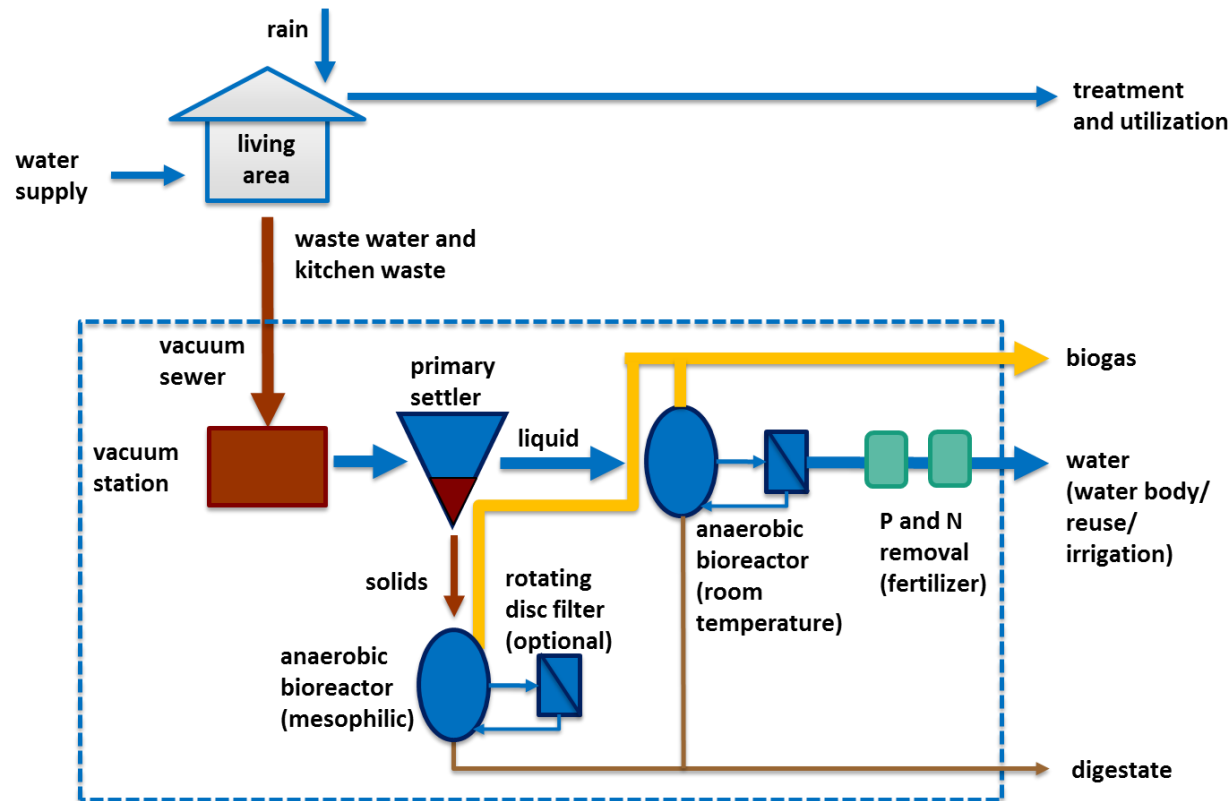 rain
treatment
and utilization
living
area
water
supply
waste water and
kitchen waste
vacuum
sewer
primary
settler
biogas
liquid
vacuum
station
water
(water body/
reuse/
irrigation)
P and N
removal
(fertilizer)
anaerobic
bioreactor
(room
temperature)
solids
rotating
disc filter
(optional)
anaerobic
bioreactor
(mesophilic)
digestate